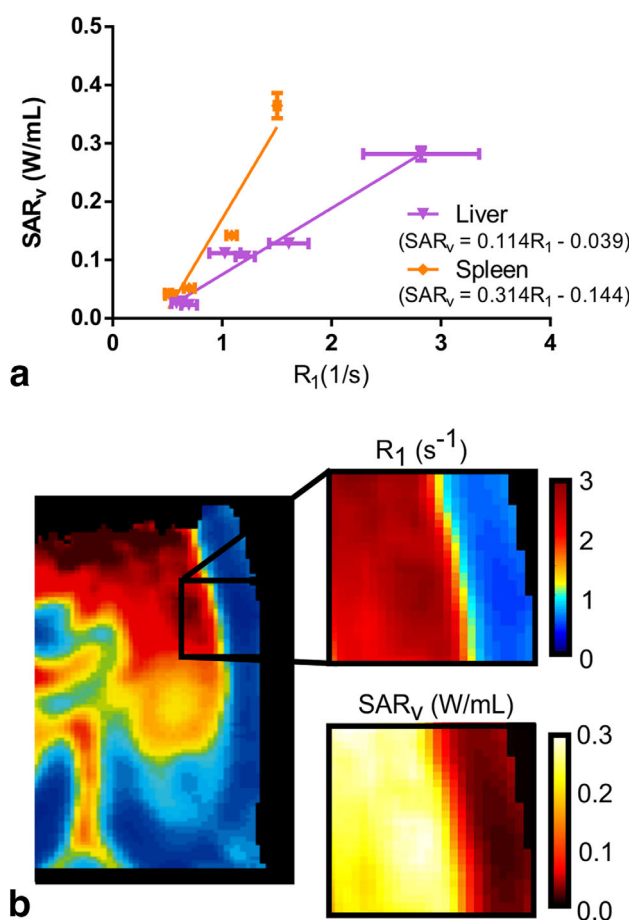 0.5
0.4
0.3
0.2
0.1
0.0
SARᵥ (W/mL)
0
1
2
3
4
R₁(1/s)
Liver
(SARᵥ = 0.114R₁ - 0.039)
Spleen
(SARᵥ = 0.314R₁ - 0.144)
a
R₁ (s⁻¹)
3
2
1
0
SARᵥ (W/mL)
0.3
0.2
0.1
0.0
b